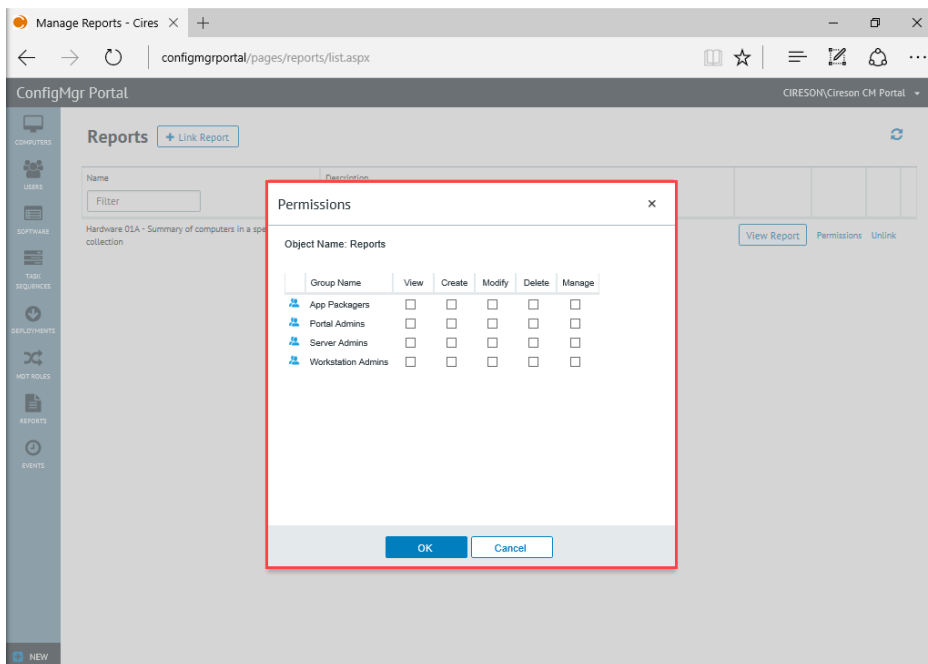 Manage Reports - Cires
configmgrportal/pages/reports/list.aspx
ConfigMgr Portal
CIRESON\Cireson CM Portal
COMPUTERS
USERS
SOFTWARE
TASK
SEQUENCES
DEPLOYMENTS
MDT ROLES
REPORTS
EVENTS
NEW
Reports
+ Link Report
Name
Description
Filter
Hardware 01A - Summary of computers in a spe
collection
View Report
Permissions
Unlink
Permissions
Object Name: Reports
Group Name View Create Modify Delete Manage
App Packagers
Portal Admins
Server Admins
Workstation Admins
OK
Cancel